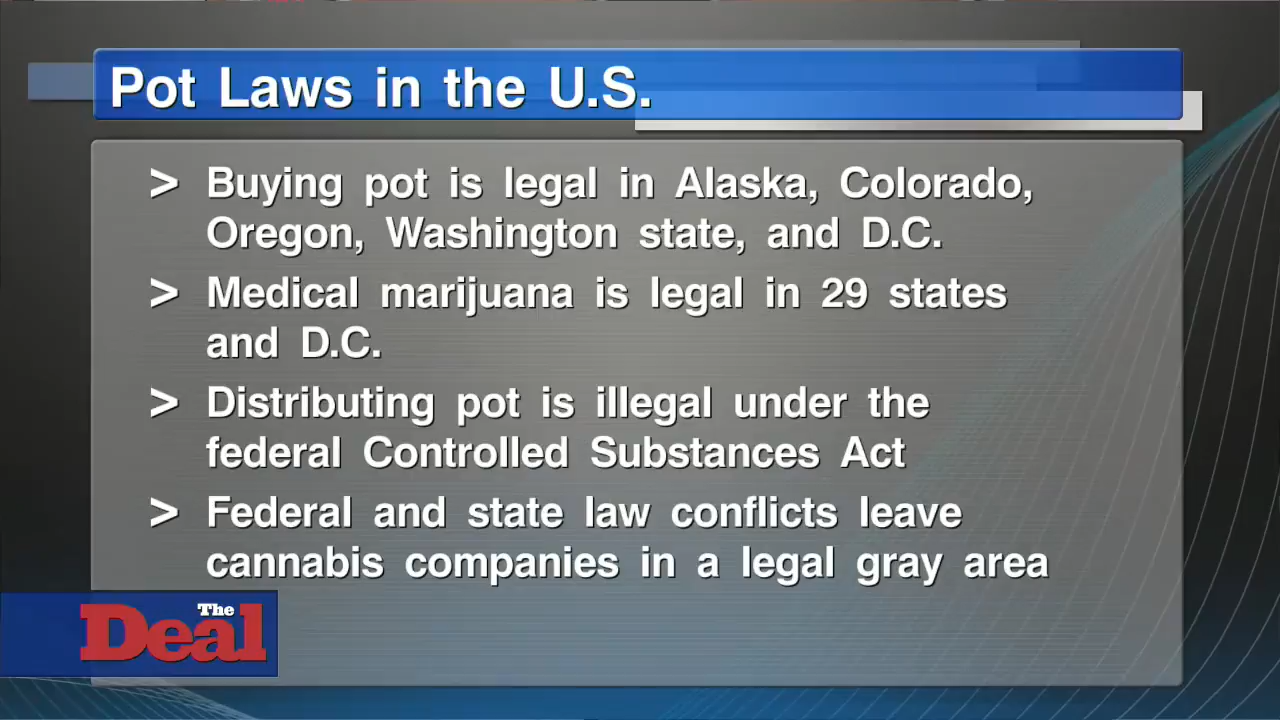 Pot Laws in the U.S.
> Buying pot is legal in Alaska, Colorado,
Oregon, Washington state, and D.C.
> Medical marijuana is legal in 29 states
and D.C.
> Distributing pot is illegal under the
federal Controlled Substances Act
> Federal and state law conflicts leave
cannabis companies in a legal gray area
The
Deal